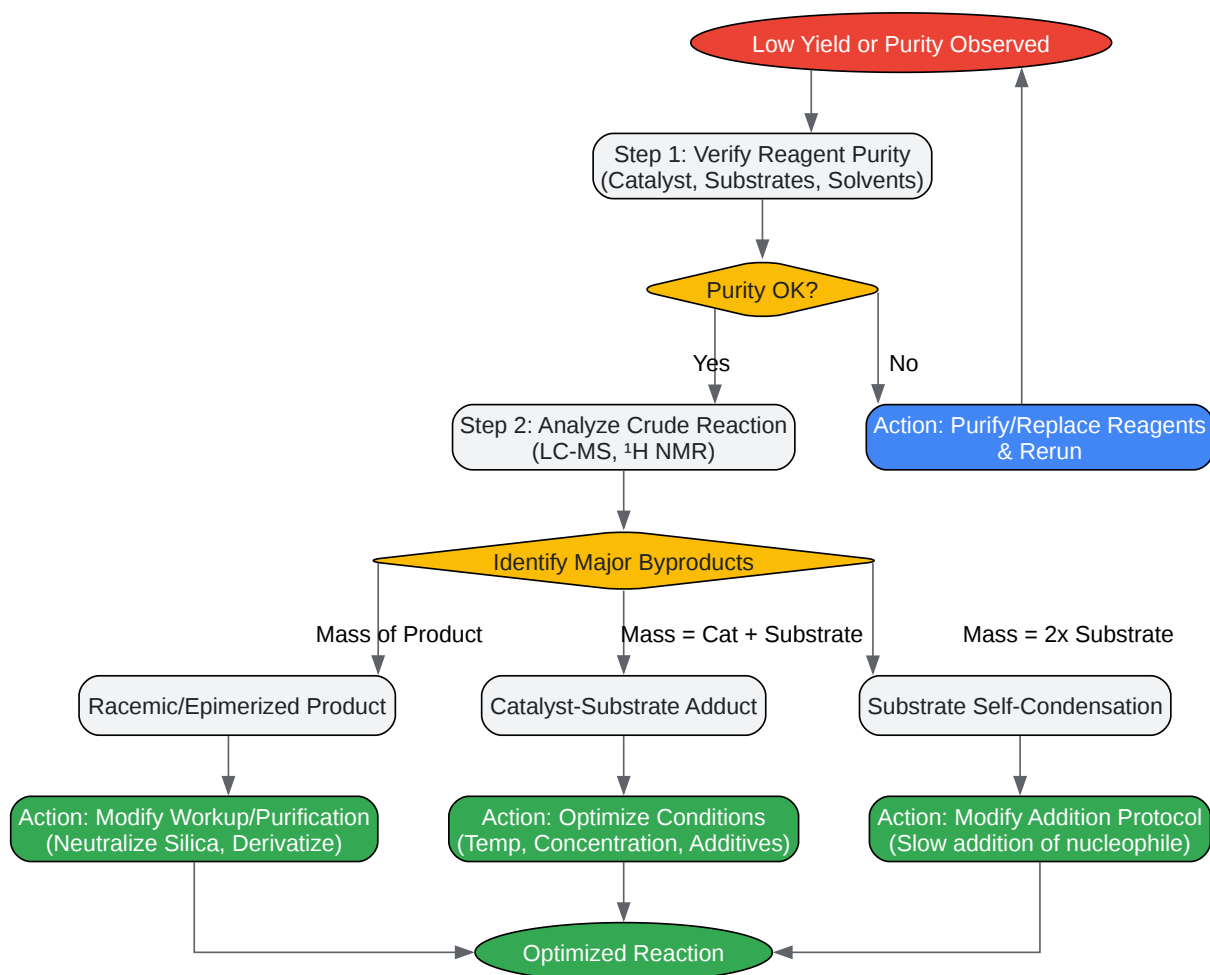 Low Yield or Purity Observed
Step 1: Verify Reagent Purity
(Catalyst, Substrates, Solvents)
Purity OK?
Yes
No
Step 2: Analyze Crude Reaction
(LC-MS, ¹H NMR)
Action: Purify/Replace Reagents
& Rerun
Identify Major Byproducts
Mass of Product
Mass = Cat + Substrate
Mass = 2x Substrate
Racemic/Epimerized Product
Catalyst-Substrate Adduct
Substrate Self-Condensation
Action: Modify Workup/Purification
(Neutralize Silica, Derivatize)
Action: Optimize Conditions
(Temp, Concentration, Additives)
Action: Modify Addition Protocol
(Slow addition of nucleophile)
Optimized Reaction